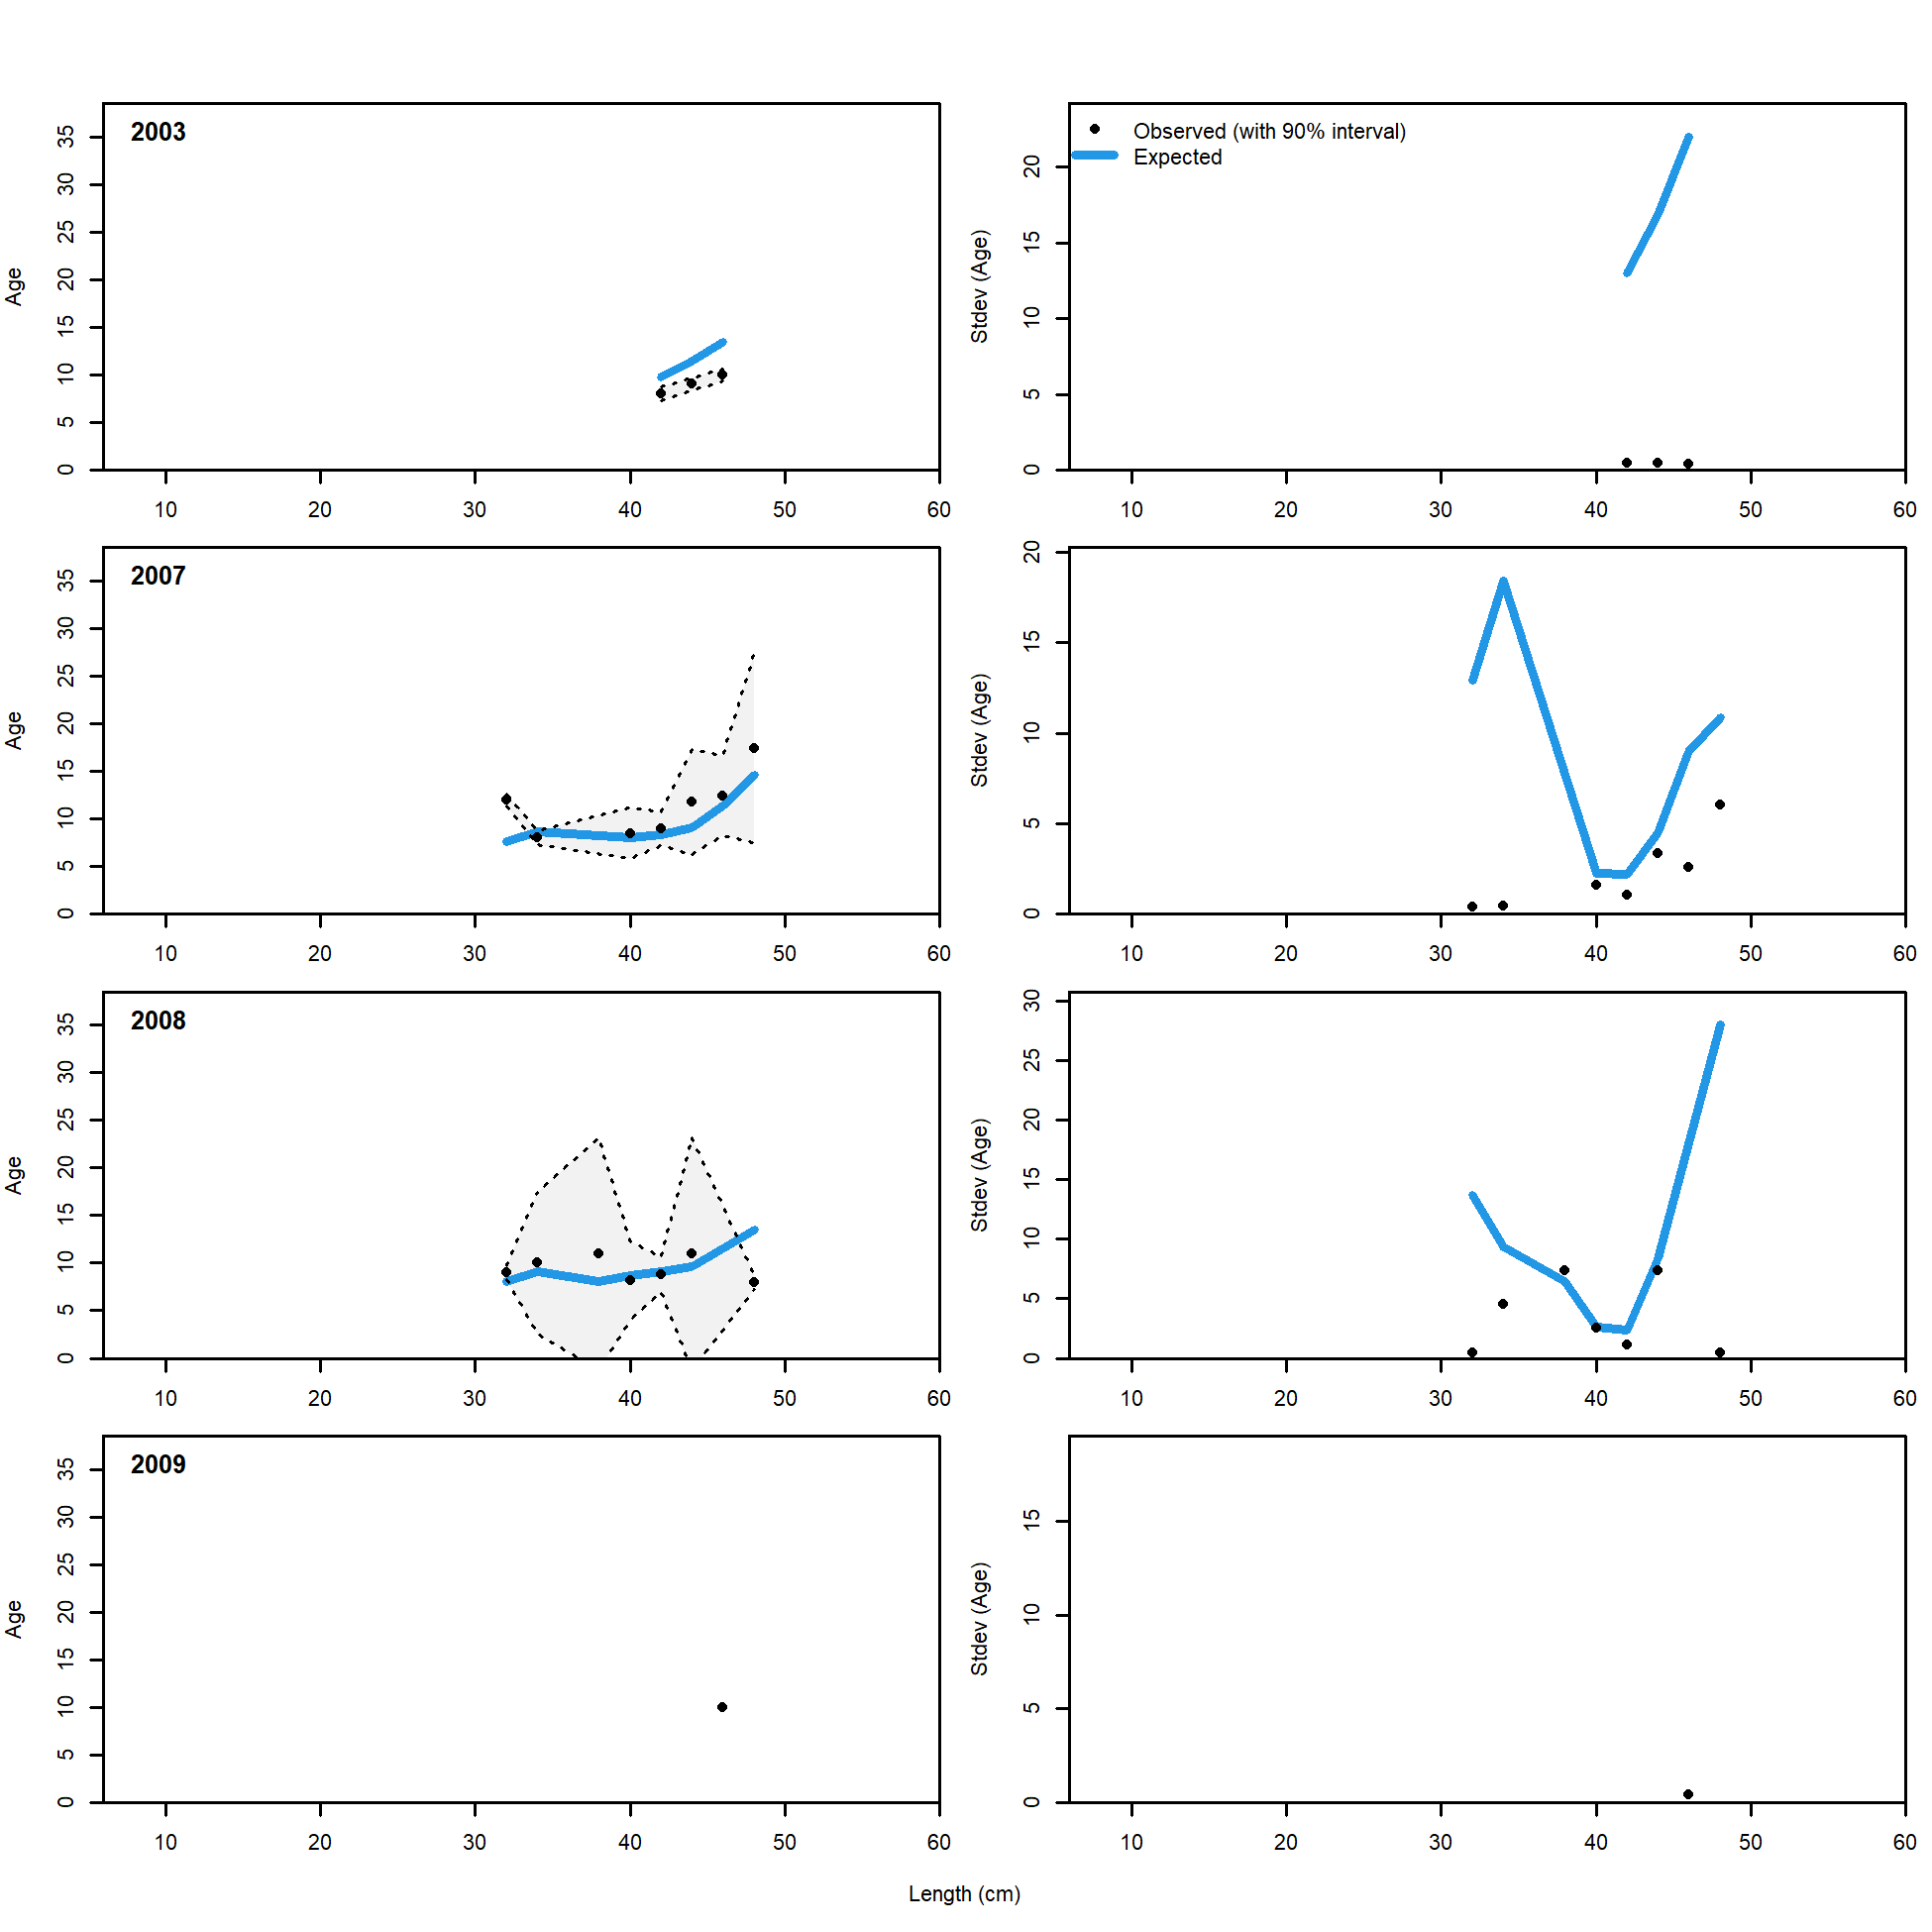 2003
Age
0 5 10 15 20 25 30 35
10 20 30 40 50 60
Observed (with 90% interval)
Expected
Stdev (Age)
0 5 10 15 20
10 20 30 40 50 60
2007
Age
0 5 10 15 20 25 30 35
10 20 30 40 50 60
Stdev (Age)
0 5 10 15 20
10 20 30 40 50 60
2008
Age
0 5 10 15 20 25 30 35
10 20 30 40 50 60
Stdev (Age)
0 5 10 15 20 25 30
10 20 30 40 50 60
2009
Age
0 5 10 15 20 25 30 35
10 20 30 40 50 60
Stdev (Age)
0 5 10 15
10 20 30 40 50 60
Length (cm)